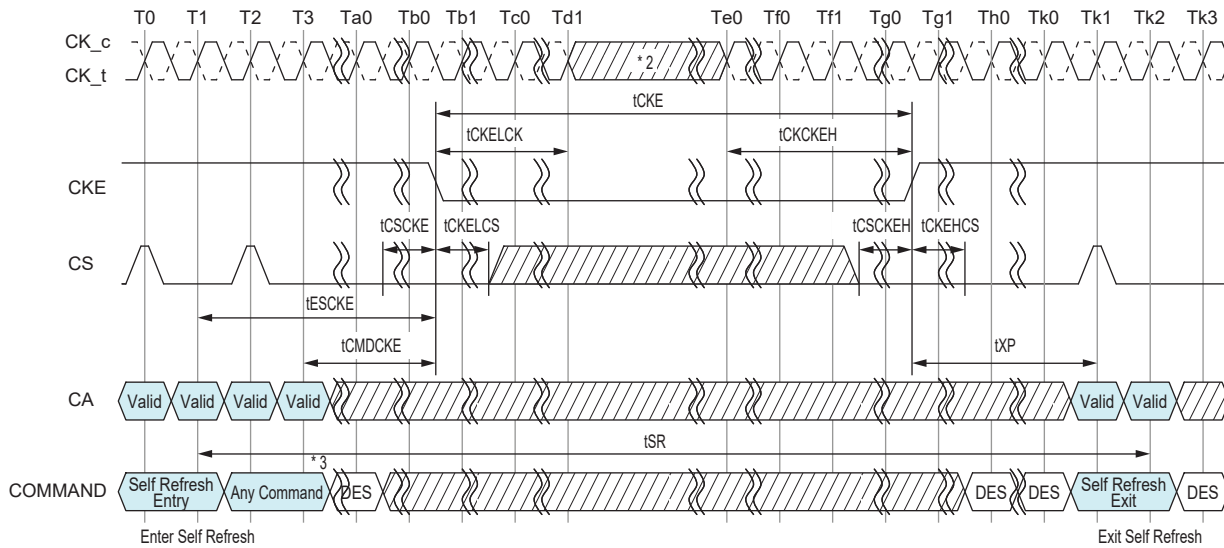 T0 T1 T2 T3 Ta0 Tb0 Tb1 Tc0 Td1 Te0 Tf0 Tf1 Tg0 Tg1 Th0 Tk0 Tk1 Tk2 Tk3
CK_c
CK_t
* 2
tCKE
tCKELCK tCKCKEH
CKE
tCSCKE tCKELCS tCSCKEH tCKEHCS
CS
tESCKE
tCMDCKE tXP
CA Valid Valid Valid Valid Valid Valid
tSR
* 3
COMMAND Self Refresh Entry Any Command DES DES DES Self Refresh Exit DES
Enter Self Refresh Exit Self Refresh